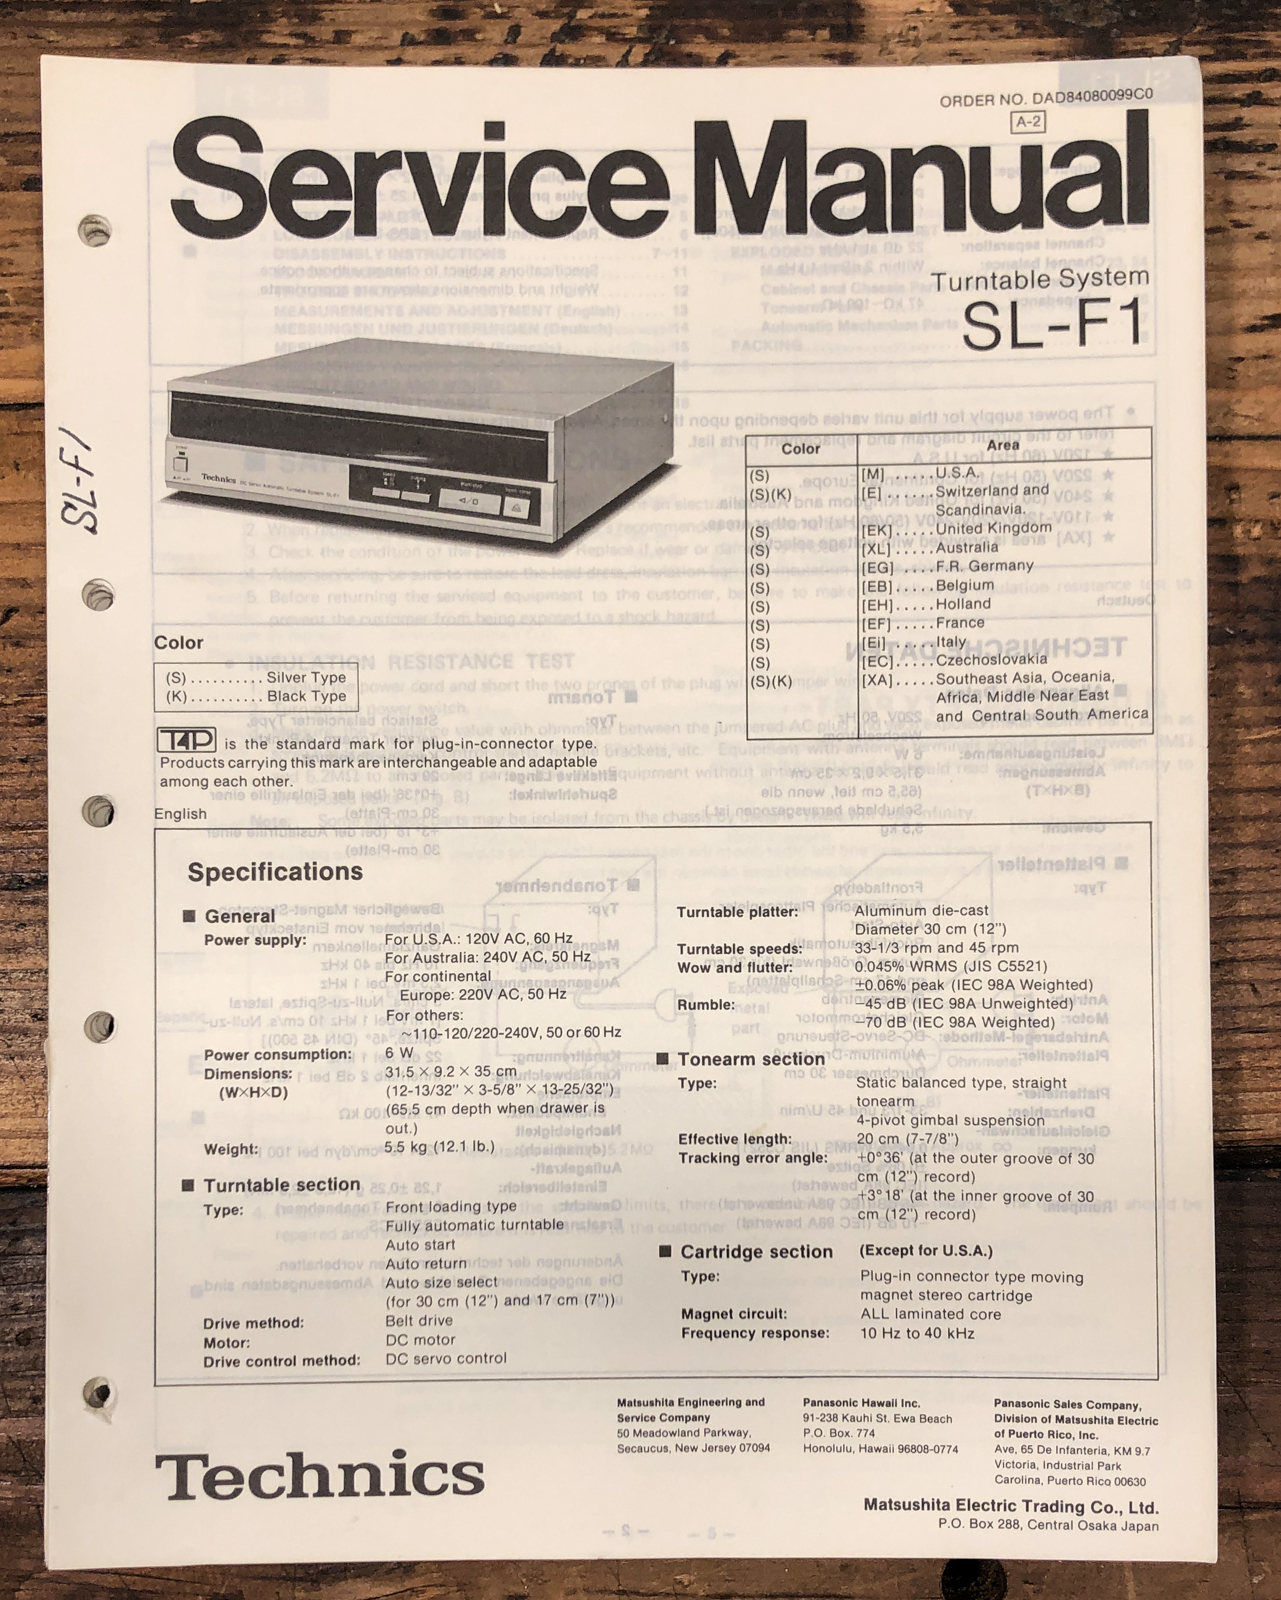 ORDER NO. DAD84080099C0
A-2
Service Manual
Turntable System
SL-F1
SL-F1
Technics
Color Area
(S) [M] ...... U.S.A.
(S)(K) [E] ...... Switzerland and
Scandinavia.
(S) [EK] ..... United Kingdom
(S) [XL] ..... Australia
(S) [EG] .... F.R. Germany
(S) [EB] ..... Belgium
(S) [EH] ..... Holland
(S) [EF] ..... France
(S) [Ei] ..... Italy
(S) [EC] ..... Czechoslovakia
(S)(K) [XA] ..... Southeast Asia, Oceania,
Africa, Middle Near East
and Central South America
Color
(S) .......... Silver Type
(K) .......... Black Type
T4P is the standard mark for plug-in-connector type.
Products carrying this mark are interchangeable and adaptable
among each other.
English
Specifications
■ General
Power supply: For U.S.A.: 120V AC, 60 Hz
For Australia: 240V AC, 50 Hz
For continental
Europe: 220V AC, 50 Hz
For others:
~110-120/220-240V, 50 or 60 Hz
Power consumption: 6 W
Dimensions: 31.5 × 9.2 × 35 cm
(W×H×D) (12-13/32" × 3-5/8" × 13-25/32")
(65.5 cm depth when drawer is
out.)
Weight: 5.5 kg (12.1 lb.)
■ Turntable section
Type: Front loading type
Fully automatic turntable
Auto start
Auto return
Auto size select
(for 30 cm (12") and 17 cm (7"))
Drive method: Belt drive
Motor: DC motor
Drive control method: DC servo control
Turntable platter: Aluminum die-cast
Diameter 30 cm (12")
Turntable speeds: 33-1/3 rpm and 45 rpm
Wow and flutter: 0.045% WRMS (JIS C5521)
±0.06% peak (IEC 98A Weighted)
Rumble: −45 dB (IEC 98A Unweighted)
−70 dB (IEC 98A Weighted)
■ Tonearm section
Type: Static balanced type, straight
tonearm
4-pivot gimbal suspension
Effective length: 20 cm (7-7/8")
Tracking error angle: +0°36' (at the outer groove of 30
cm (12") record)
+3°18' (at the inner groove of 30
cm (12") record)
■ Cartridge section (Except for U.S.A.)
Type: Plug-in connector type moving
magnet stereo cartridge
Magnet circuit: ALL laminated core
Frequency response: 10 Hz to 40 kHz
Technics
Matsushita Engineering and
Service Company
50 Meadowland Parkway,
Secaucus, New Jersey 07094
Panasonic Hawaii Inc.
91-238 Kauhi St. Ewa Beach
P.O. Box. 774
Honolulu, Hawaii 96808-0774
Panasonic Sales Company,
Division of Matsushita Electric
of Puerto Rico, Inc.
Ave, 65 De Infanteria, KM 9.7
Victoria, Industrial Park
Carolina, Puerto Rico 00630
Matsushita Electric Trading Co., Ltd.
P.O. Box 288, Central Osaka Japan